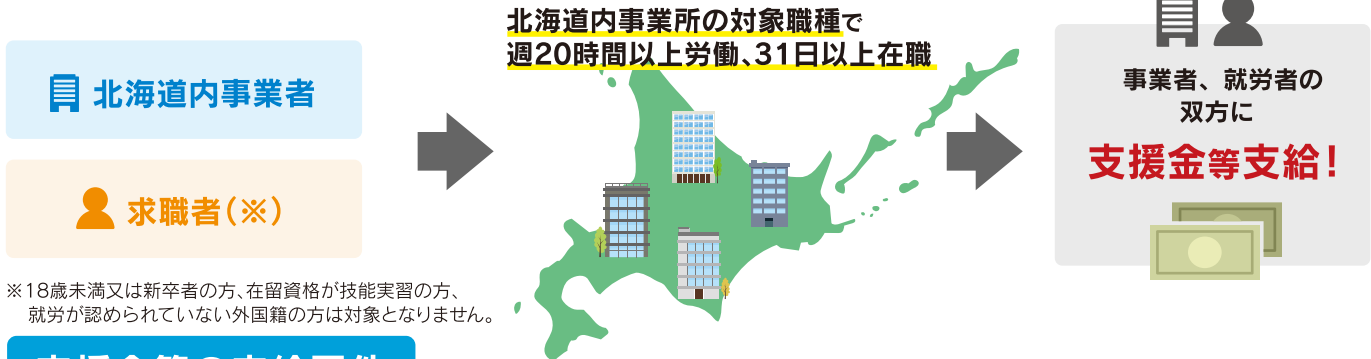 北海道内事業者
求職者(※)
※18歳未満又は新卒者の方、在留資格が技能実習の方、
就労が認められていない外国籍の方は対象となりません。
北海道内事業所の対象職種で
週20時間以上労働、31日以上在職
事業者、就労者の
双方に
支援金等支給!